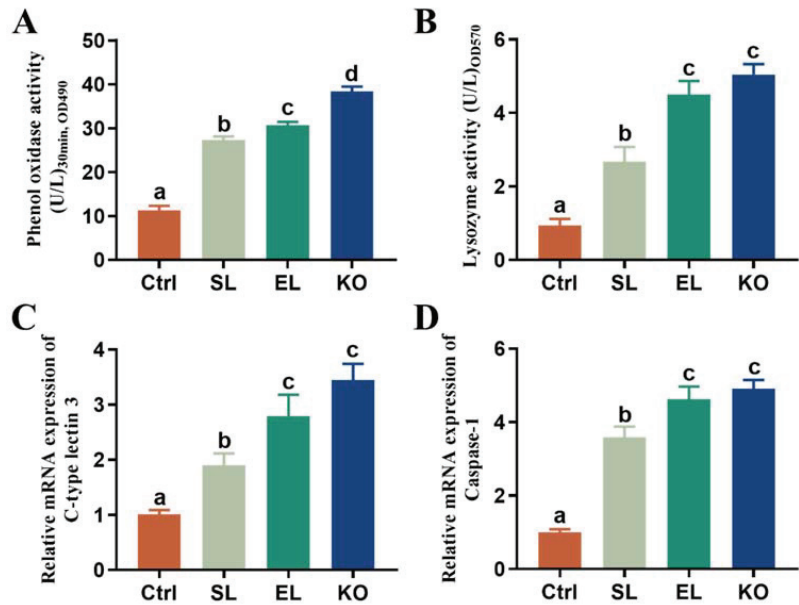 A
Phenol oxidase activity
(U/L)30min, OD490
50
40
30
20
10
0
a
b
c
d
Ctrl
SL
EL
KO
B
Lysozyme activity (U/L)OD570
6
4
2
0
a
b
c
c
Ctrl
SL
EL
KO
C
Relative mRNA expression of
C-type lectin 3
4
3
2
1
0
a
b
c
c
Ctrl
SL
EL
KO
D
Relative mRNA expression of
Caspase-1
6
4
2
0
a
b
c
c
Ctrl
SL
EL
KO